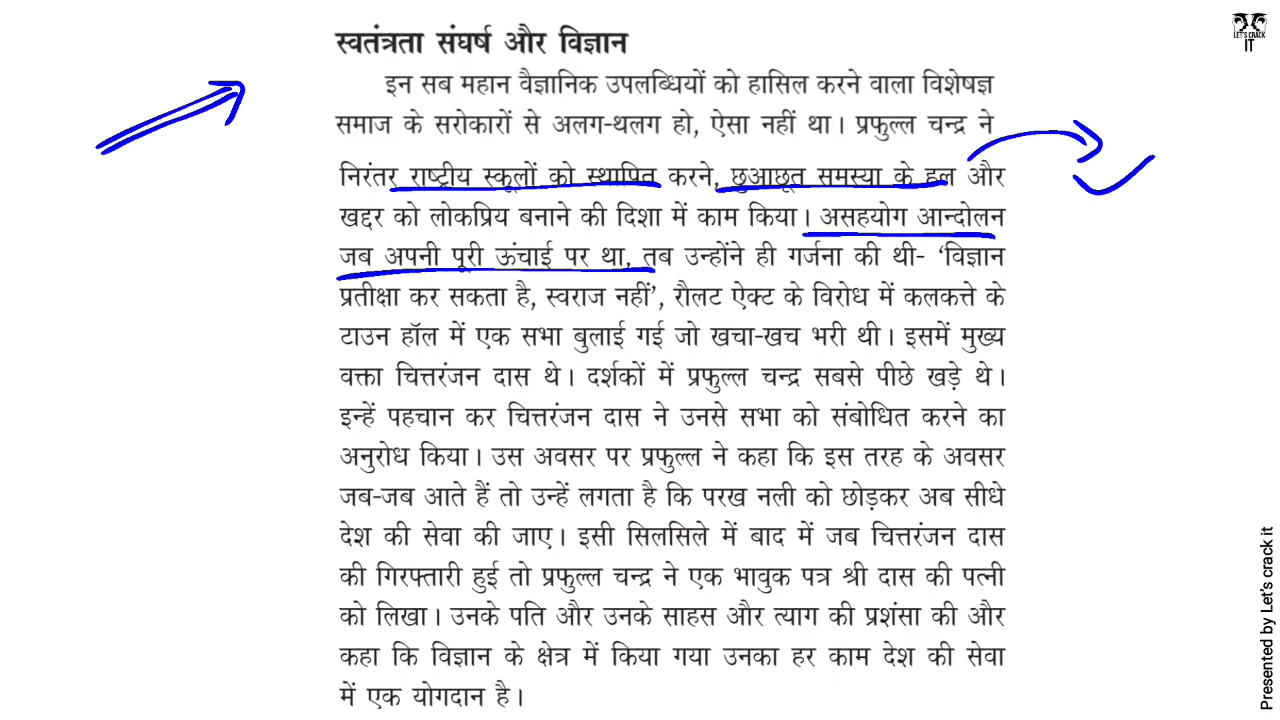 LET'S CRACK
IT
स्वतंत्रता संघर्ष और विज्ञान
इन सब महान वैज्ञानिक उपलब्धियों को हासिल करने वाला विशेषज्ञ
समाज के सरोकारों से अलग-थलग हो, ऐसा नहीं था। प्रफुल्ल चन्द्र ने
निरंतर राष्ट्रीय स्कूलों को स्थापित करने, छुआछूत समस्या के हल और
खद्दर को लोकप्रिय बनाने की दिशा में काम किया। असहयोग आन्दोलन
जब अपनी पूरी ऊंचाई पर था, तब उन्होंने ही गर्जना की थी- ‘विज्ञान
प्रतीक्षा कर सकता है, स्वराज नहीं’, रौलट ऐक्ट के विरोध में कलकत्ते के
टाउन हॉल में एक सभा बुलाई गई जो खचा-खच भरी थी। इसमें मुख्य
वक्ता चित्तरंजन दास थे। दर्शकों में प्रफुल्ल चन्द्र सबसे पीछे खड़े थे।
इन्हें पहचान कर चित्तरंजन दास ने उनसे सभा को संबोधित करने का
अनुरोध किया। उस अवसर पर प्रफुल्ल ने कहा कि इस तरह के अवसर
जब-जब आते हैं तो उन्हें लगता है कि परख नली को छोड़कर अब सीधे
देश की सेवा की जाए। इसी सिलसिले में बाद में जब चित्तरंजन दास
की गिरफ्तारी हुई तो प्रफुल्ल चन्द्र ने एक भावुक पत्र श्री दास की पत्नी
को लिखा। उनके पति और उनके साहस और त्याग की प्रशंसा की और
कहा कि विज्ञान के क्षेत्र में किया गया उनका हर काम देश की सेवा
में एक योगदान है।
Presented by Let's crack it